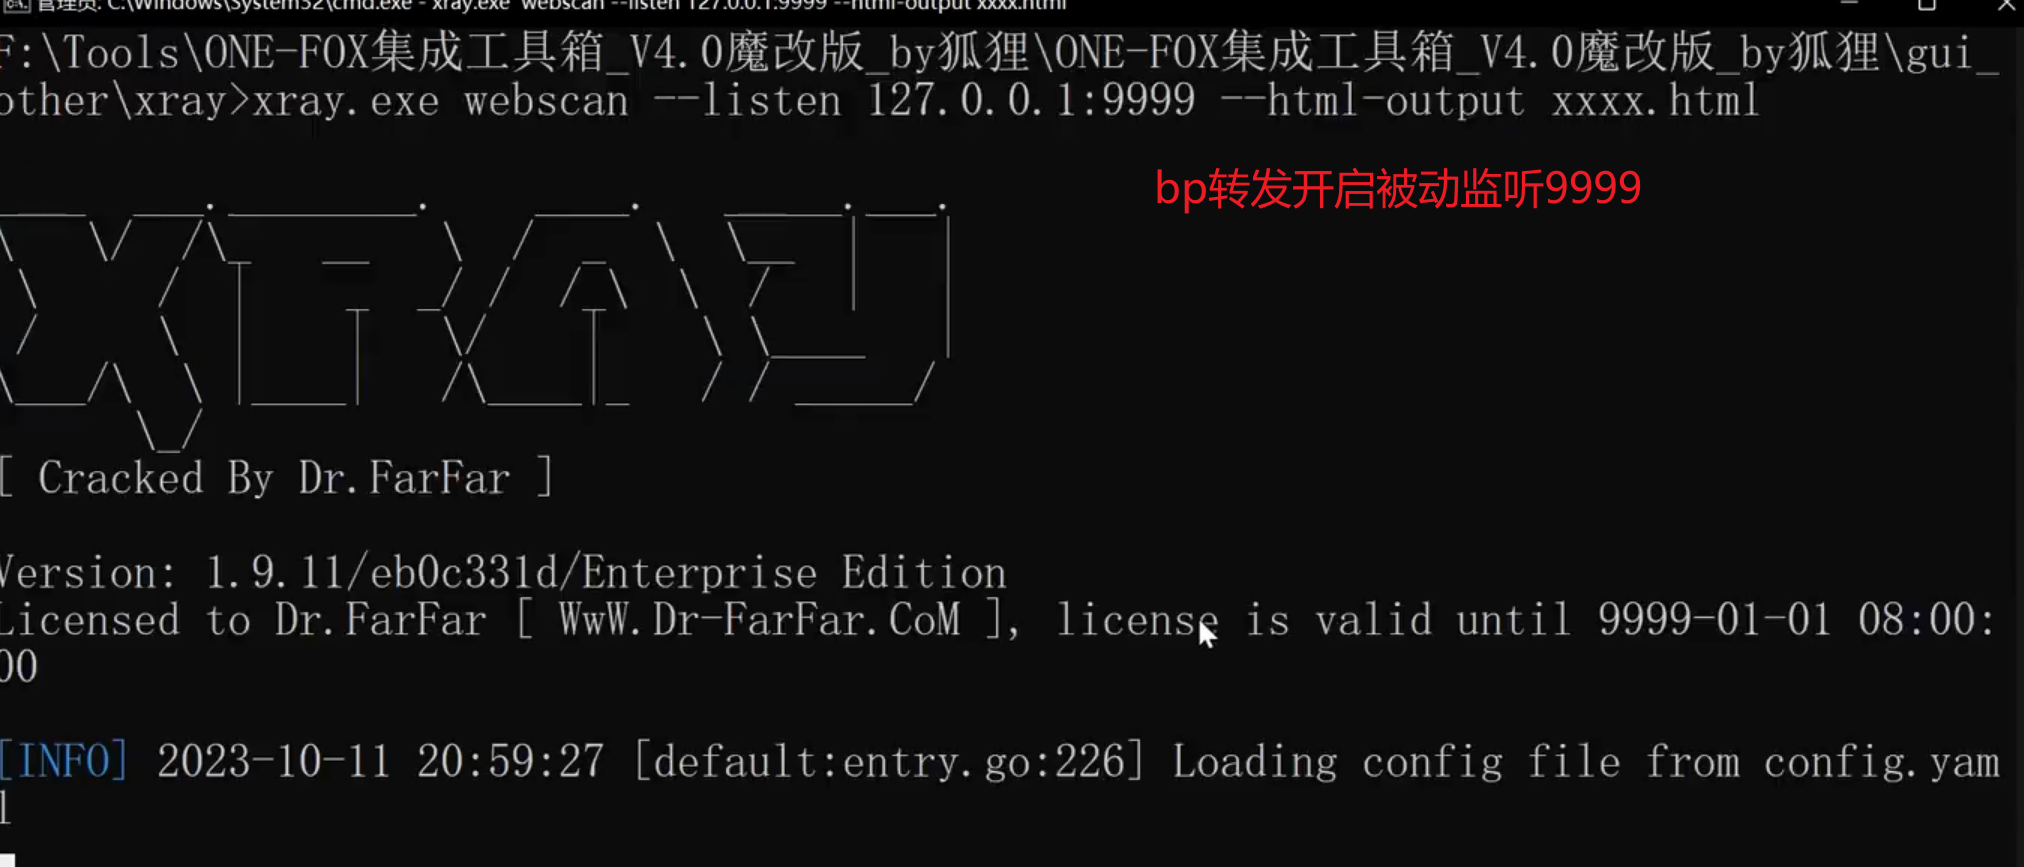 管理员: C:\Windows\System32\cmd.exe - xray.exe  webscan --listen 127.0.0.1:9999 --html-output xxxx.html
F:\Tools\ONE-FOX集成工具箱_V4.0魔改版_by狐狸\ONE-FOX集成工具箱_V4.0魔改版_by狐狸\gui_
other\xray>xray.exe webscan --listen 127.0.0.1:9999 --html-output xxxx.html
bp转发开启被动监听9999
XRAY
[ Cracked By Dr.FarFar ]
Version: 1.9.11/eb0c331d/Enterprise Edition
Licensed to Dr.FarFar [ WwW.Dr-FarFar.CoM ], license is valid until 9999-01-01 08:00:
00
[INFO] 2023-10-11 20:59:27 [default:entry.go:226] Loading config file from config.yam
l